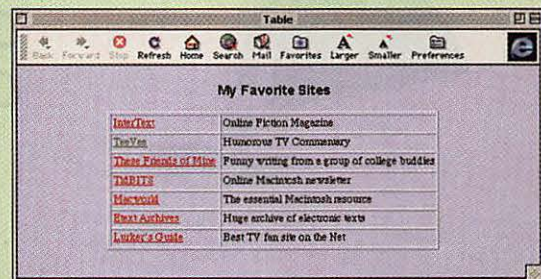 Table
Back Forward Stop Refresh Home Search Mail Favorites Larger Smaller Preferences
My Favorite Sites
InterText Online Fiction Magazine
TeeVee Humorous TV Commentary
These Friends of Mine Funny writing from a group of college buddies
TidBITS Online Macintosh newsletter
Macworld The essential Macintosh resource
Etext Archives Huge archive of electronic texts
Lurker's Guide Best TV fan site on the Net